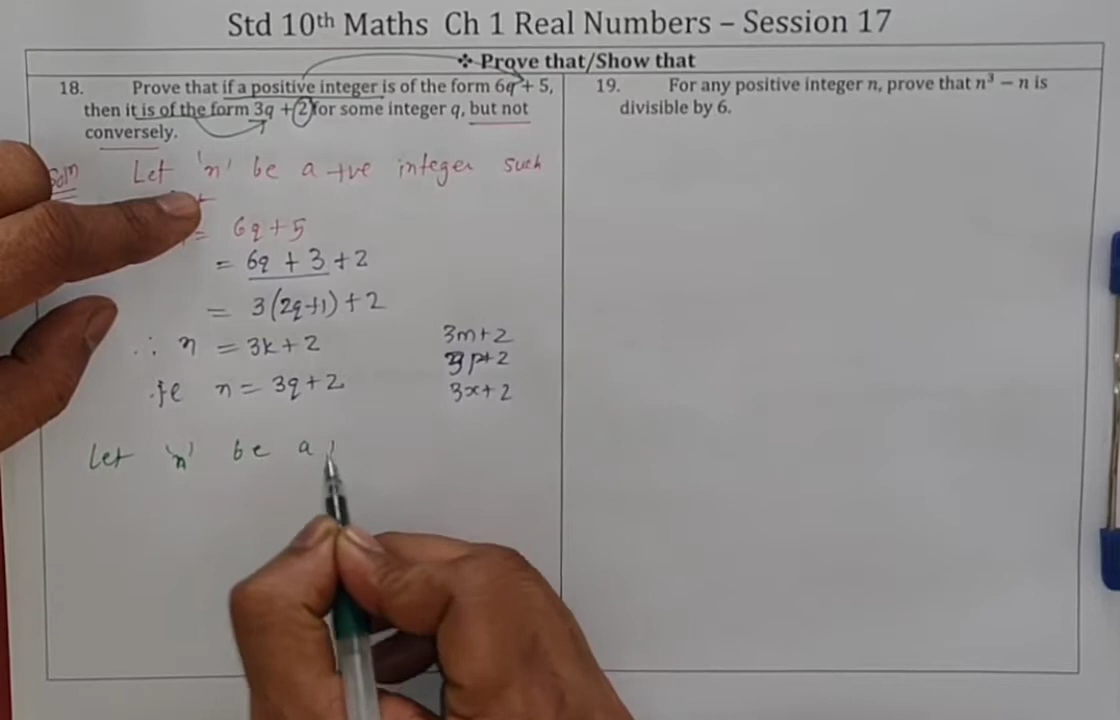 Std 10th Maths Ch 1 Real Numbers – Session 17
❖ Prove that/Show that
18. Prove that if a positive integer is of the form 6q + 5,
then it is of the form 3q + 2 for some integer q, but not
conversely.
Soln Let 'n' be a +ve integer such
= 6q + 5
= 6q + 3 + 2
= 3(2q+1) + 2
∴ n = 3k + 2
ie n = 3q + 2
3m + 2
3p + 2
3x + 2
Let 'n' be a
19. For any positive integer n, prove that n³ − n is
divisible by 6.